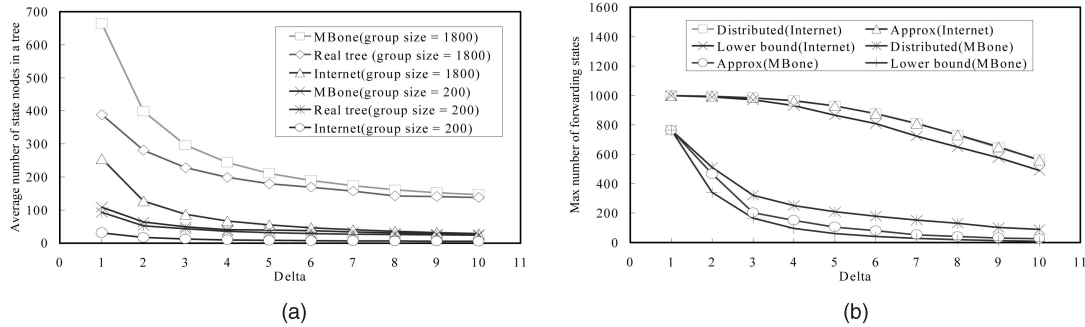 Average number of state nodes in a tree
700
600
500
400
300
200
100
0
MBone(group size = 1800)
Real tree (group size = 1800)
Internet(group size = 1800)
MBone(group size = 200)
Real tree(group size = 200)
Internet(group size = 200)
0 1 2 3 4 5 6 7 8 9 10 11
Delta
(a)
Max number of forwarding states
1600
1400
1200
1000
800
600
400
200
0
Distributed(Internet) Approx(Internet)
Lower bound(Internet) Distributed(MBone)
Approx(MBone) Lower bound(MBone)
0 1 2 3 4 5 6 7 8 9 10 11
Delta
(b)